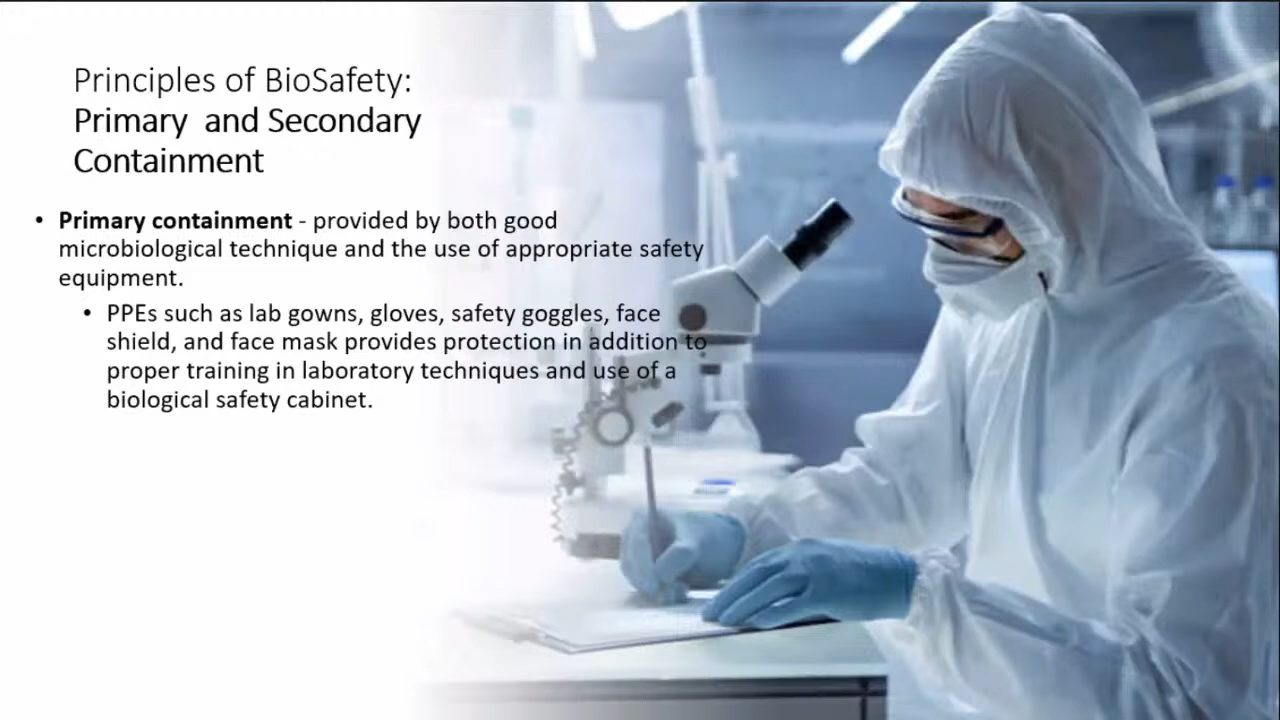 Principles of BioSafety:
Primary  and Secondary
Containment
• Primary containment - provided by both good
microbiological technique and the use of appropriate safety
equipment.
• PPEs such as lab gowns, gloves, safety goggles, face
shield, and face mask provides protection in addition to
proper training in laboratory techniques and use of a
biological safety cabinet.